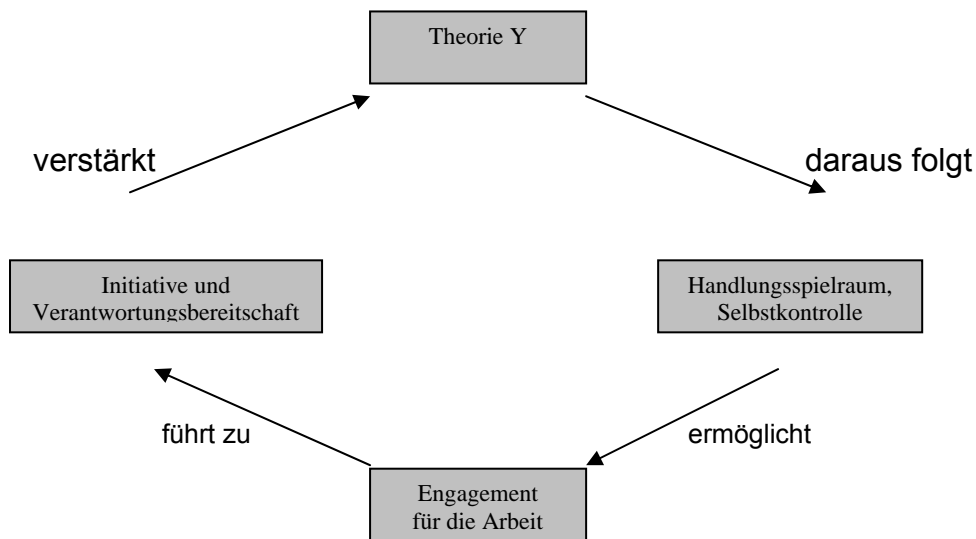 Theorie Y
verstärkt
daraus folgt
Initiative und
Verantwortungsbereitschaft
Handlungsspielraum,
Selbstkontrolle
führt zu
ermöglicht
Engagement
für die Arbeit